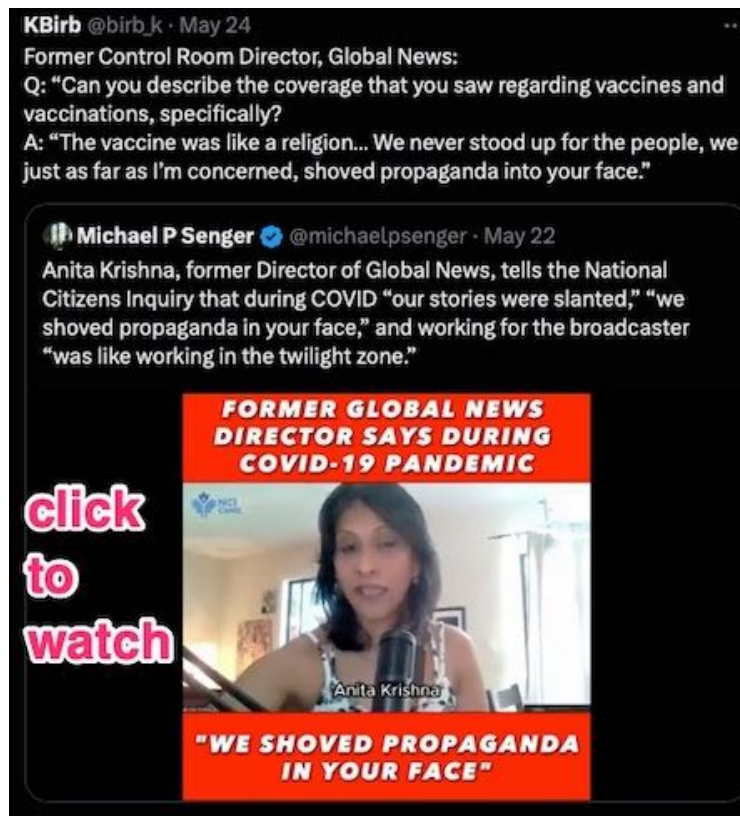 KBirb @birb_k · May 24
Former Control Room Director, Global News:
Q: “Can you describe the coverage that you saw regarding vaccines and
vaccinations, specifically?
A: “The vaccine was like a religion... We never stood up for the people, we
just as far as I’m concerned, shoved propaganda into your face.”
Michael P Senger @michaelpsenger · May 22
Anita Krishna, former Director of Global News, tells the National
Citizens Inquiry that during COVID “our stories were slanted,” “we
shoved propaganda in your face,” and working for the broadcaster
“was like working in the twilight zone.”
FORMER GLOBAL NEWS
DIRECTOR SAYS DURING
COVID-19 PANDEMIC
click
to
watch
NCI
Anita Krishna
"WE SHOVED PROPAGANDA
IN YOUR FACE"